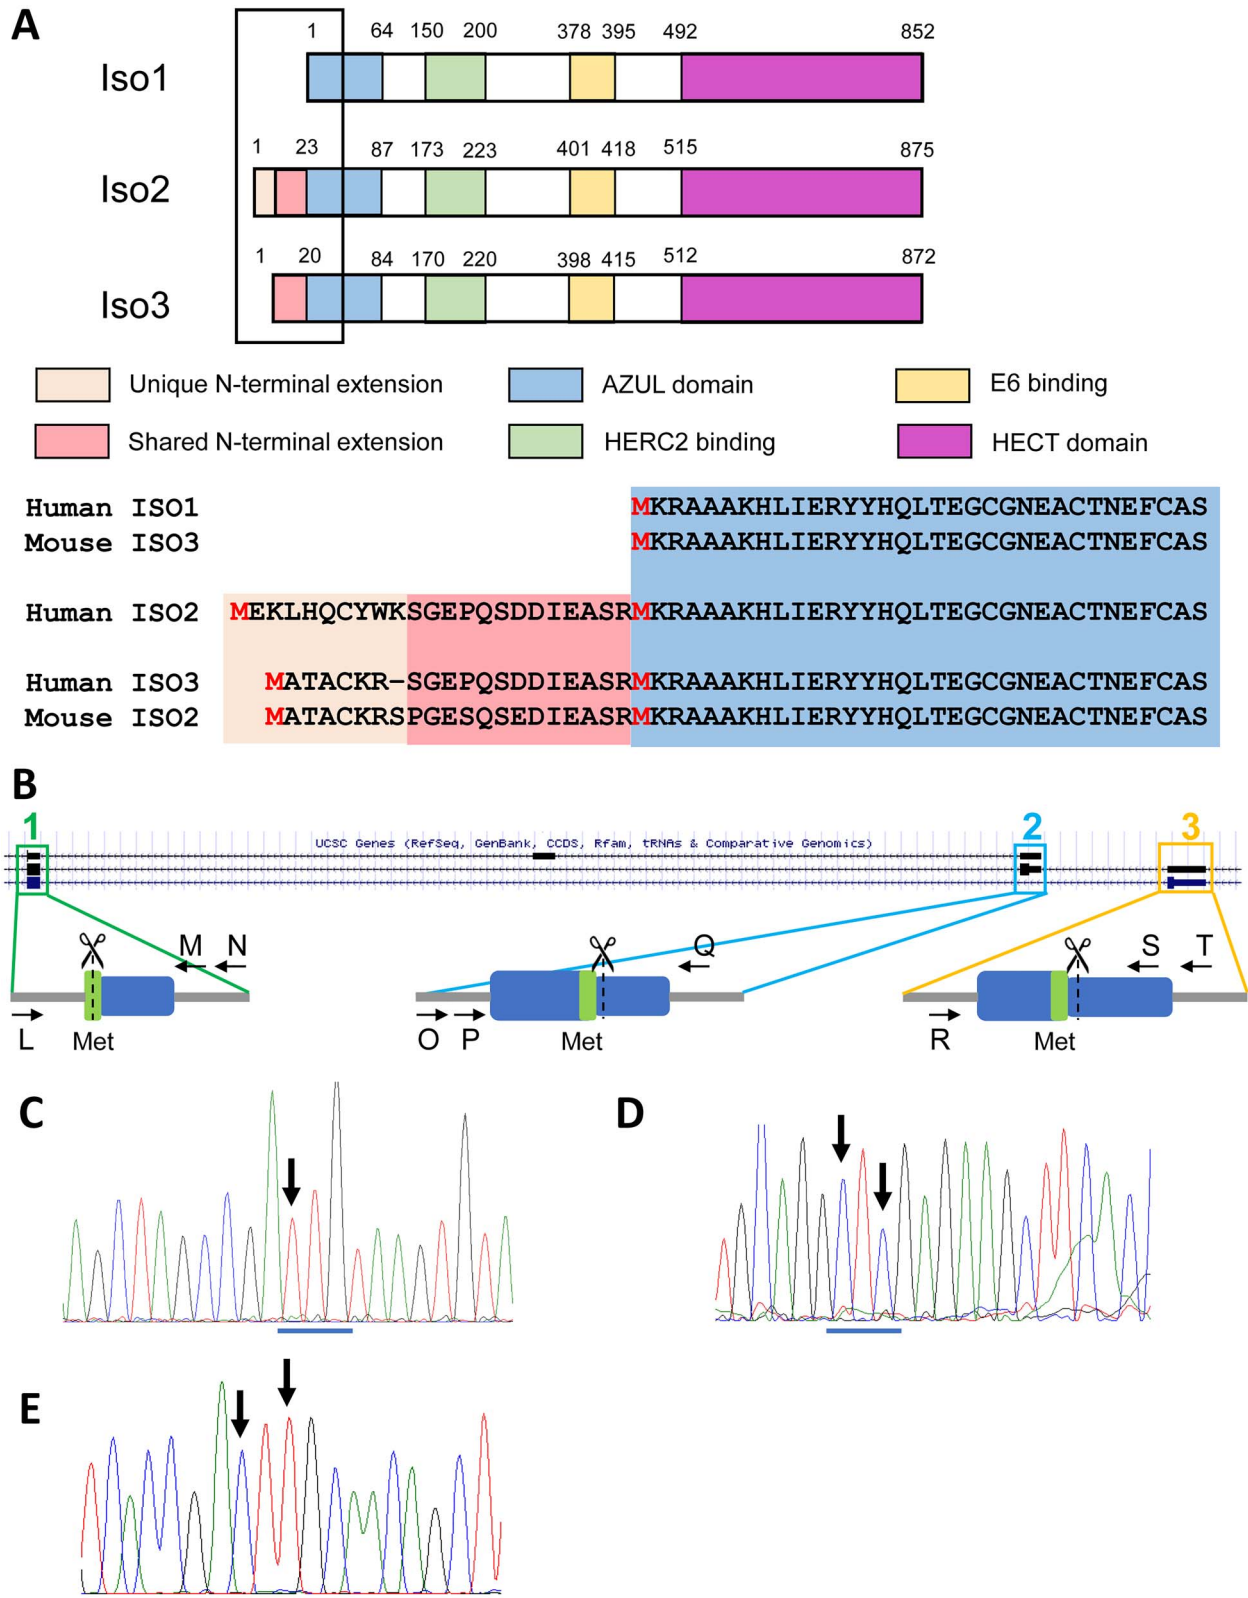 A
1 64 150 200 378 395 492 852
Iso1
1 23 87 173 223 401 418 515 875
Iso2
1 20 84 170 220 398 415 512 872
Iso3
Unique N-terminal extension AZUL domain E6 binding
Shared N-terminal extension HERC2 binding HECT domain
Human ISO1 MKRAAAKHLIERYYHQLTEGCGNEACTNEFCAS
Mouse ISO3 MKRAAAKHLIERYYHQLTEGCGNEACTNEFCAS
Human ISO2 MEKLHQCYWKSGEPQSDDIEASRMKRAAAKHLIERYYHQLTEGCGNEACTNEFCAS
Human ISO3 MATACKR–SGEPQSDDIEASRMKRAAAKHLIERYYHQLTEGCGNEACTNEFCAS
Mouse ISO2 MATACKRSPGESQSEDIEASRMKRAAAKHLIERYYHQLTEGCGNEACTNEFCAS
B
1 2 3
UCSC Genes (RefSeq, GenBank, CCDS, Rfam, tRNAs & Comparative Genomics)
M N Q S T
L Met O P Met R Met
C D
E